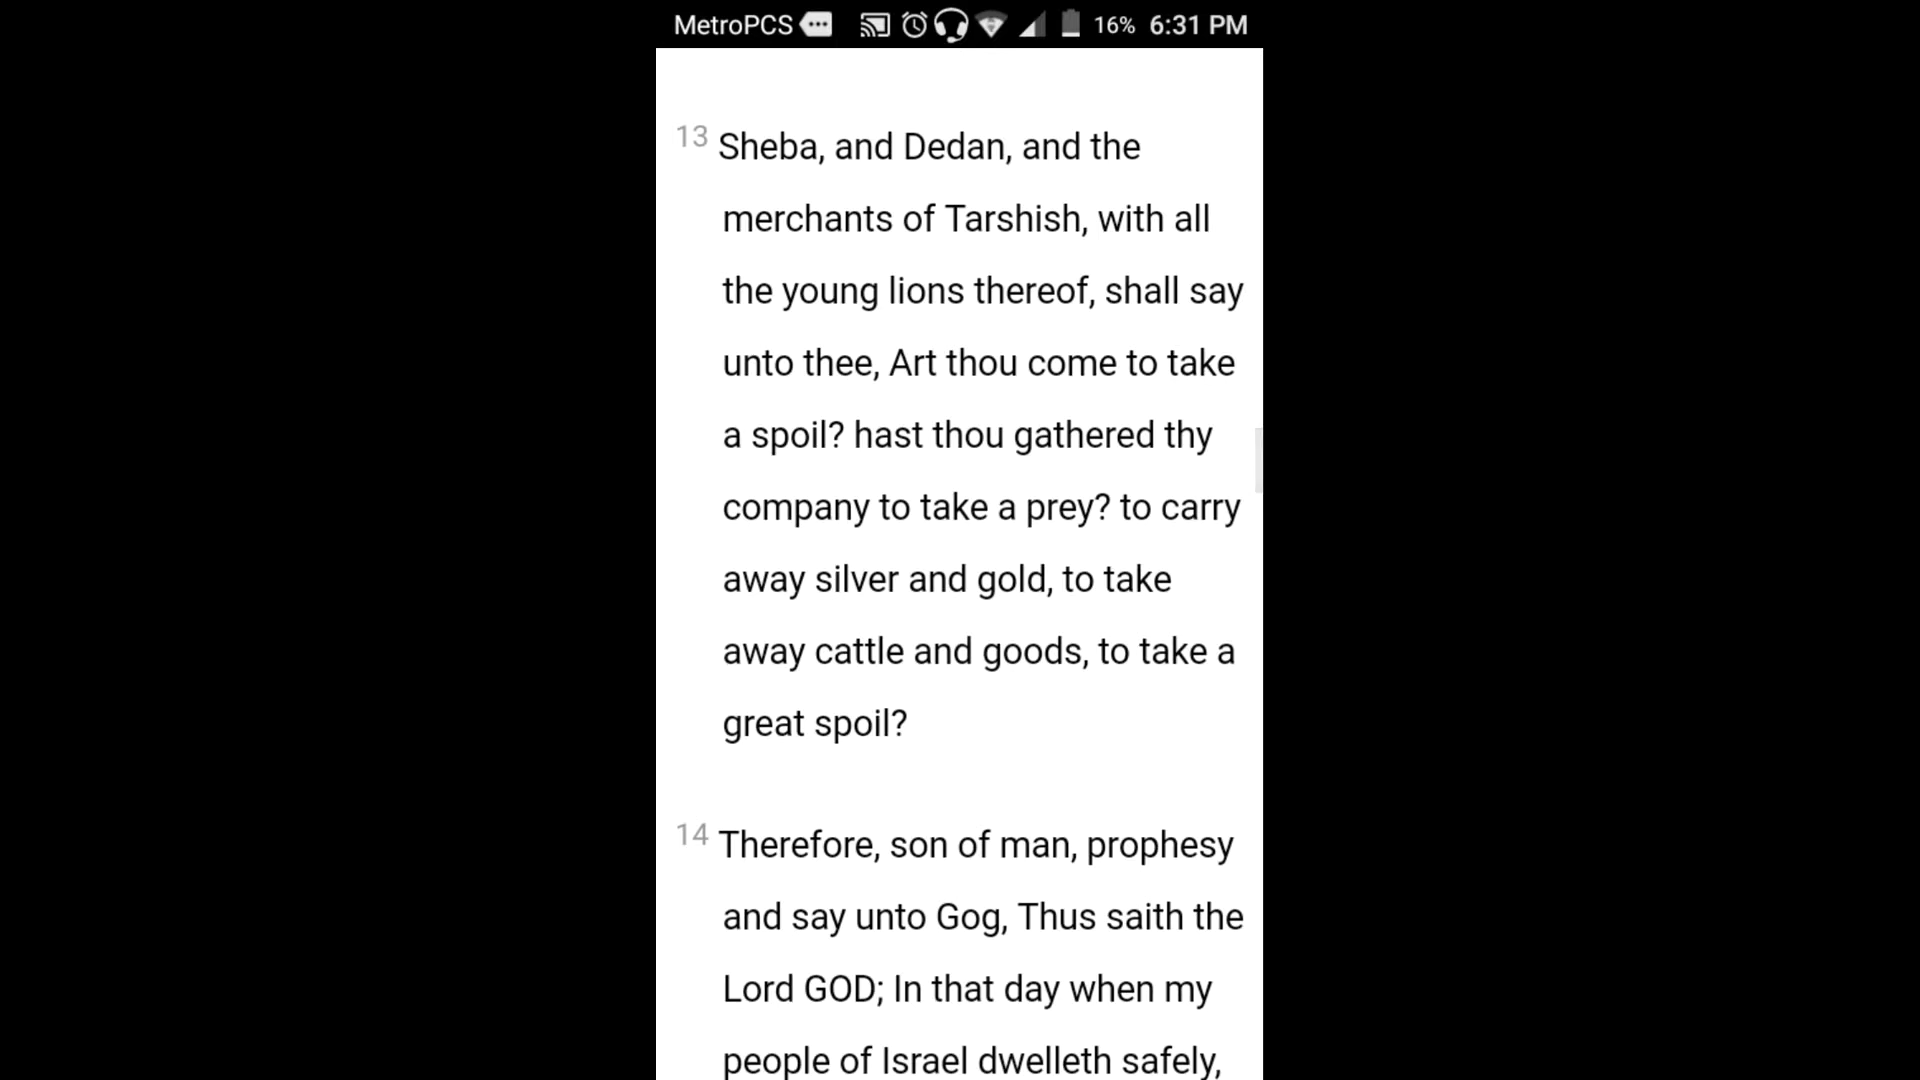 MetroPCS 16% 6:31 PM
13 Sheba, and Dedan, and the
merchants of Tarshish, with all
the young lions thereof, shall say
unto thee, Art thou come to take
a spoil? hast thou gathered thy
company to take a prey? to carry
away silver and gold, to take
away cattle and goods, to take a
great spoil?
14 Therefore, son of man, prophesy
and say unto Gog, Thus saith the
Lord GOD; In that day when my
people of Israel dwelleth safely,